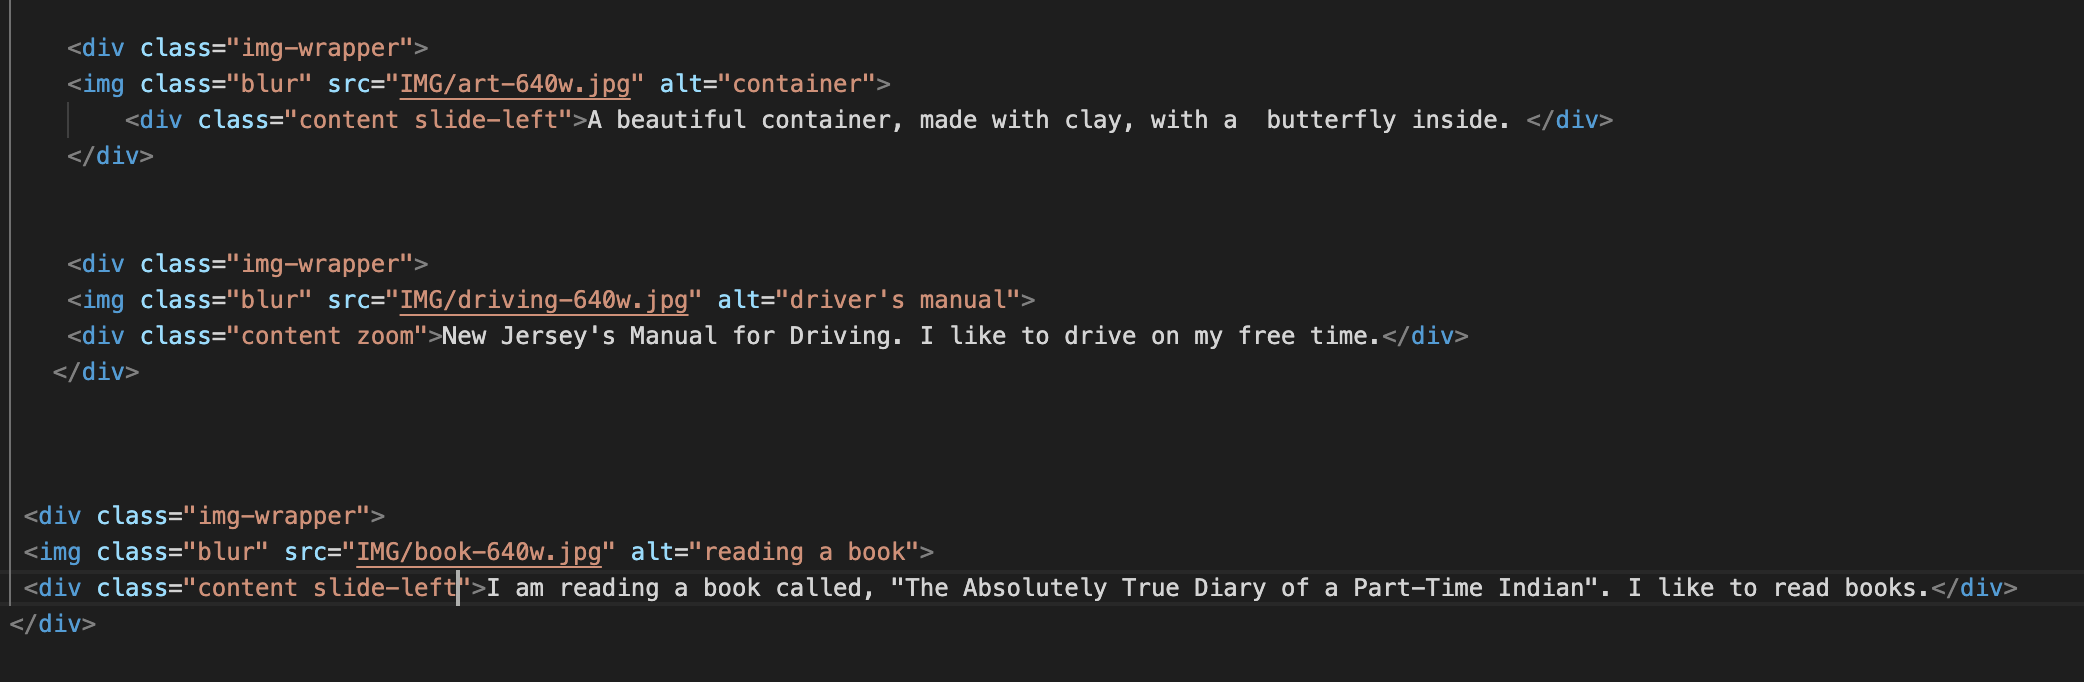 <div class="img-wrapper">
<img class="blur" src="IMG/art-640w.jpg" alt="container">
<div class="content slide-left">A beautiful container, made with clay, with a  butterfly inside. </div>
</div>
<div class="img-wrapper">
<img class="blur" src="IMG/driving-640w.jpg" alt="driver's manual">
<div class="content zoom">New Jersey's Manual for Driving. I like to drive on my free time.</div>
</div>
<div class="img-wrapper">
<img class="blur" src="IMG/book-640w.jpg" alt="reading a book">
<div class="content slide-left">I am reading a book called, "The Absolutely True Diary of a Part-Time Indian". I like to read books.</div>
</div>